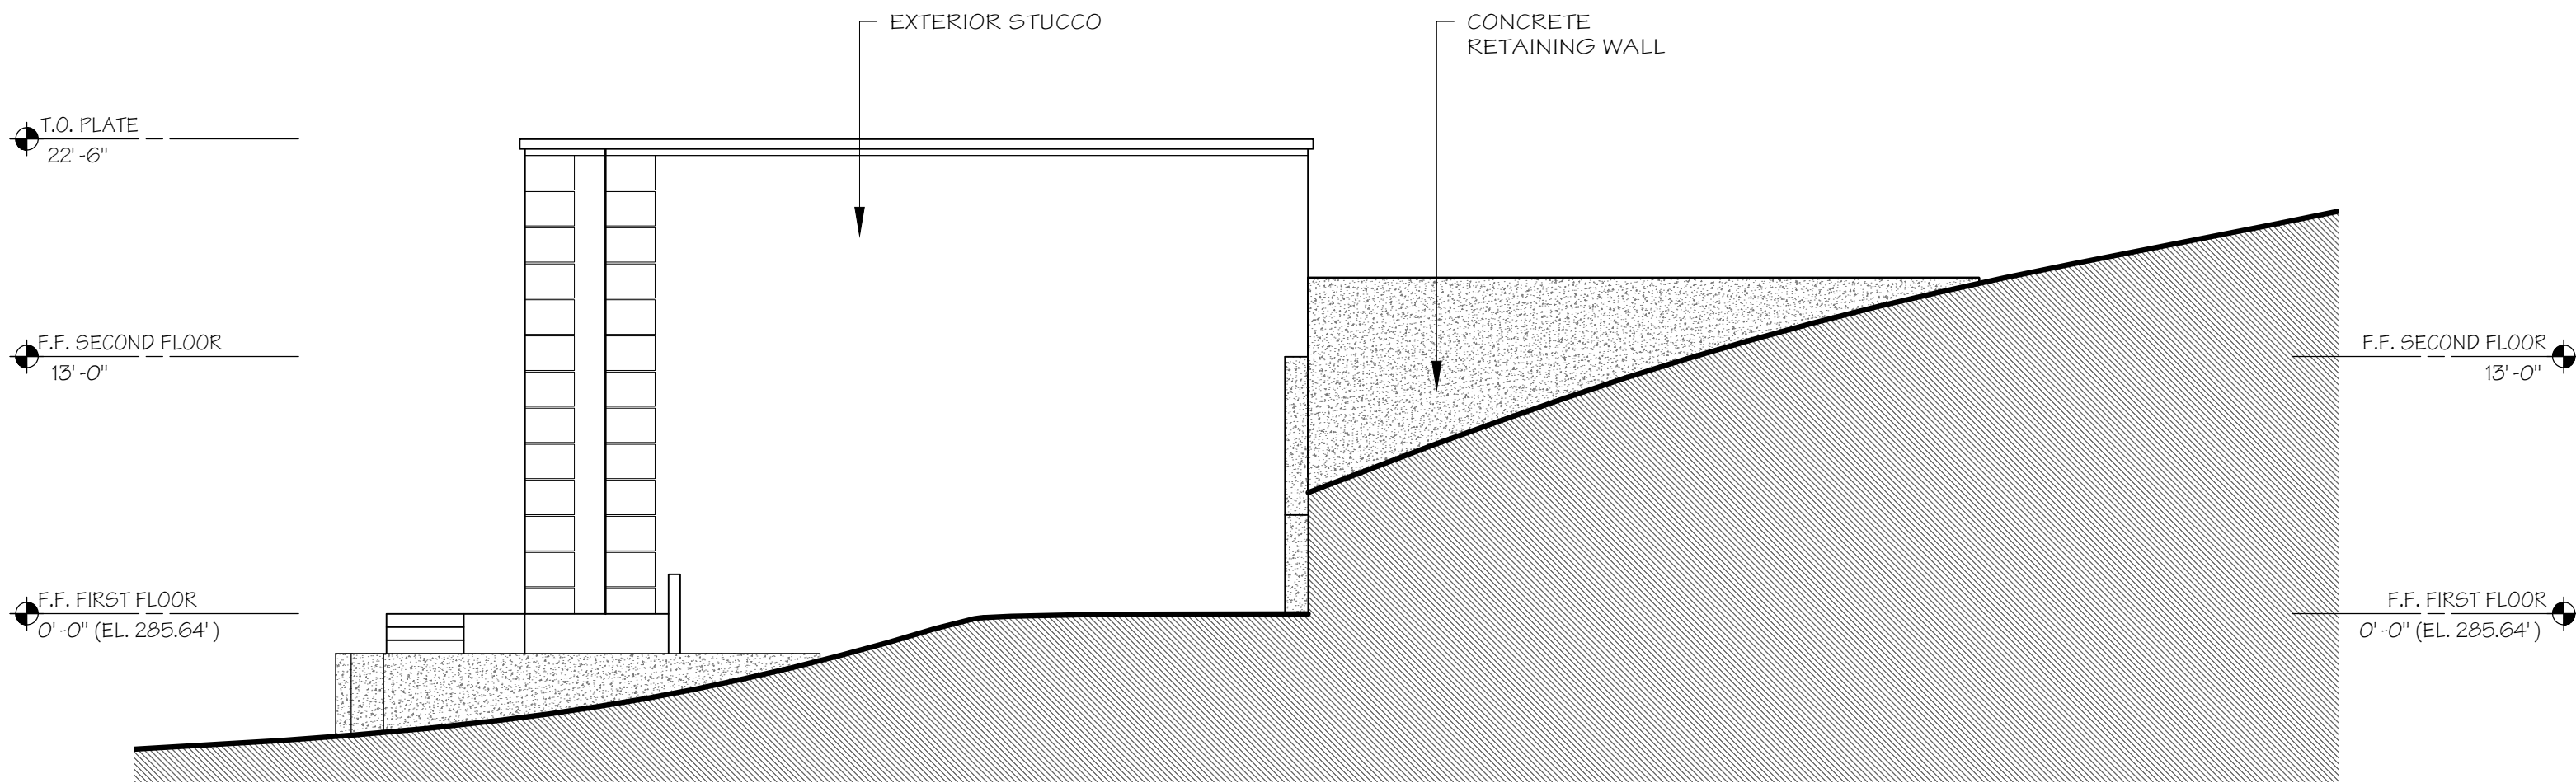 EXTERIOR STUCCO
CONCRETE
RETAINING WALL
T.O. PLATE
22'-6"
F.F. SECOND FLOOR
13'-0"
F.F. SECOND FLOOR
13'-0"
F.F. FIRST FLOOR
0'-0" (EL. 285.64')
F.F. FIRST FLOOR
0'-0" (EL. 285.64')